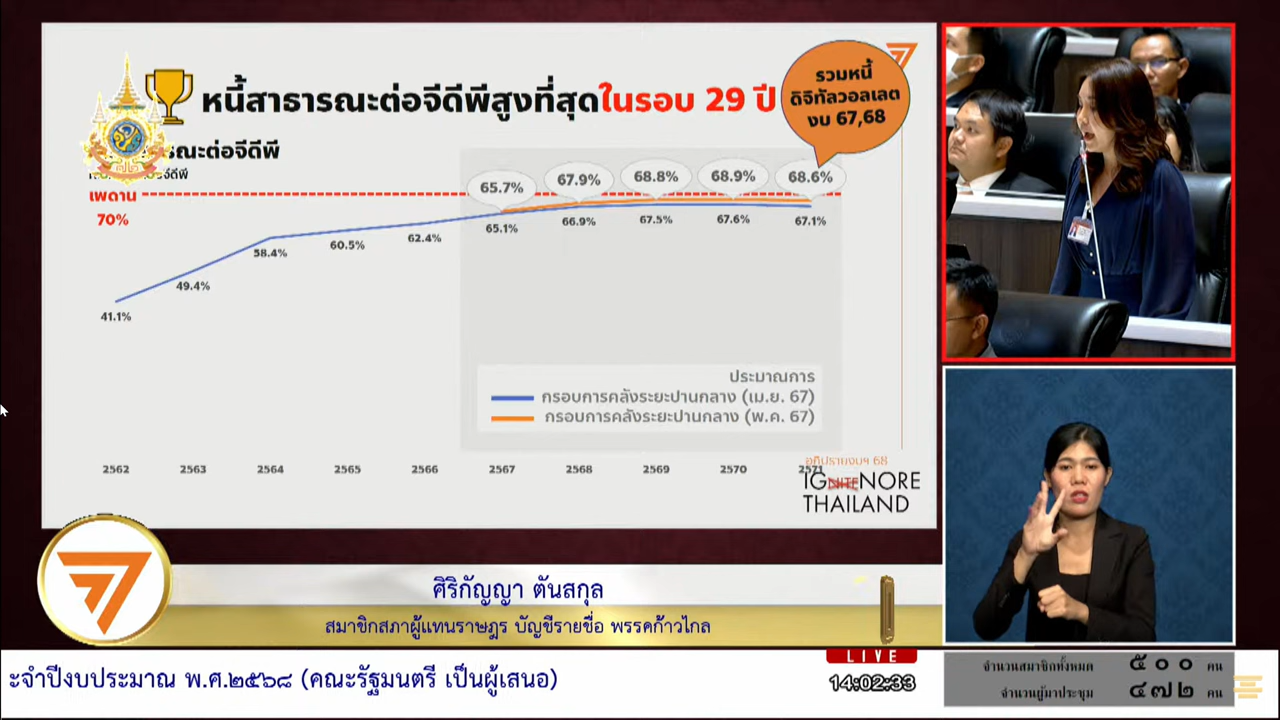 หนี้สาธารณะต่อจีดีพีสูงที่สุดในรอบ 29 ปี
รวมหนี้
ดิจิทัลวอลเลต
งบ 67,68
ณะต่อจีดีพี
เพดาน
70%
65.7% 67.9% 68.8% 68.9% 68.6%
41.1% 49.4% 58.4% 60.5% 62.4% 65.1% 66.9% 67.5% 67.6% 67.1%
ประมาณการ
กรอบการคลังระยะปานกลาง (เม.ย. 67)
กรอบการคลังระยะปานกลาง (พ.ค. 67)
2562 2563 2564 2565 2566 2567 2568 2569 2570 2571
อภิปรายงบฯ 68
IGNITENORE
THAILAND
ศิริกัญญา ตันสกุล
สมาชิกสภาผู้แทนราษฎร บัญชีรายชื่อ พรรคก้าวไกล
ะจำปีงบประมาณ พ.ศ.๒๕๖๘ (คณะรัฐมนตรี เป็นผู้เสนอ)
LIVE
14:02:33
จำนวนสมาชิกทั้งหมด ๕๐๐ คน
จำนวนผู้มาประชุม ๔๗๒ คน